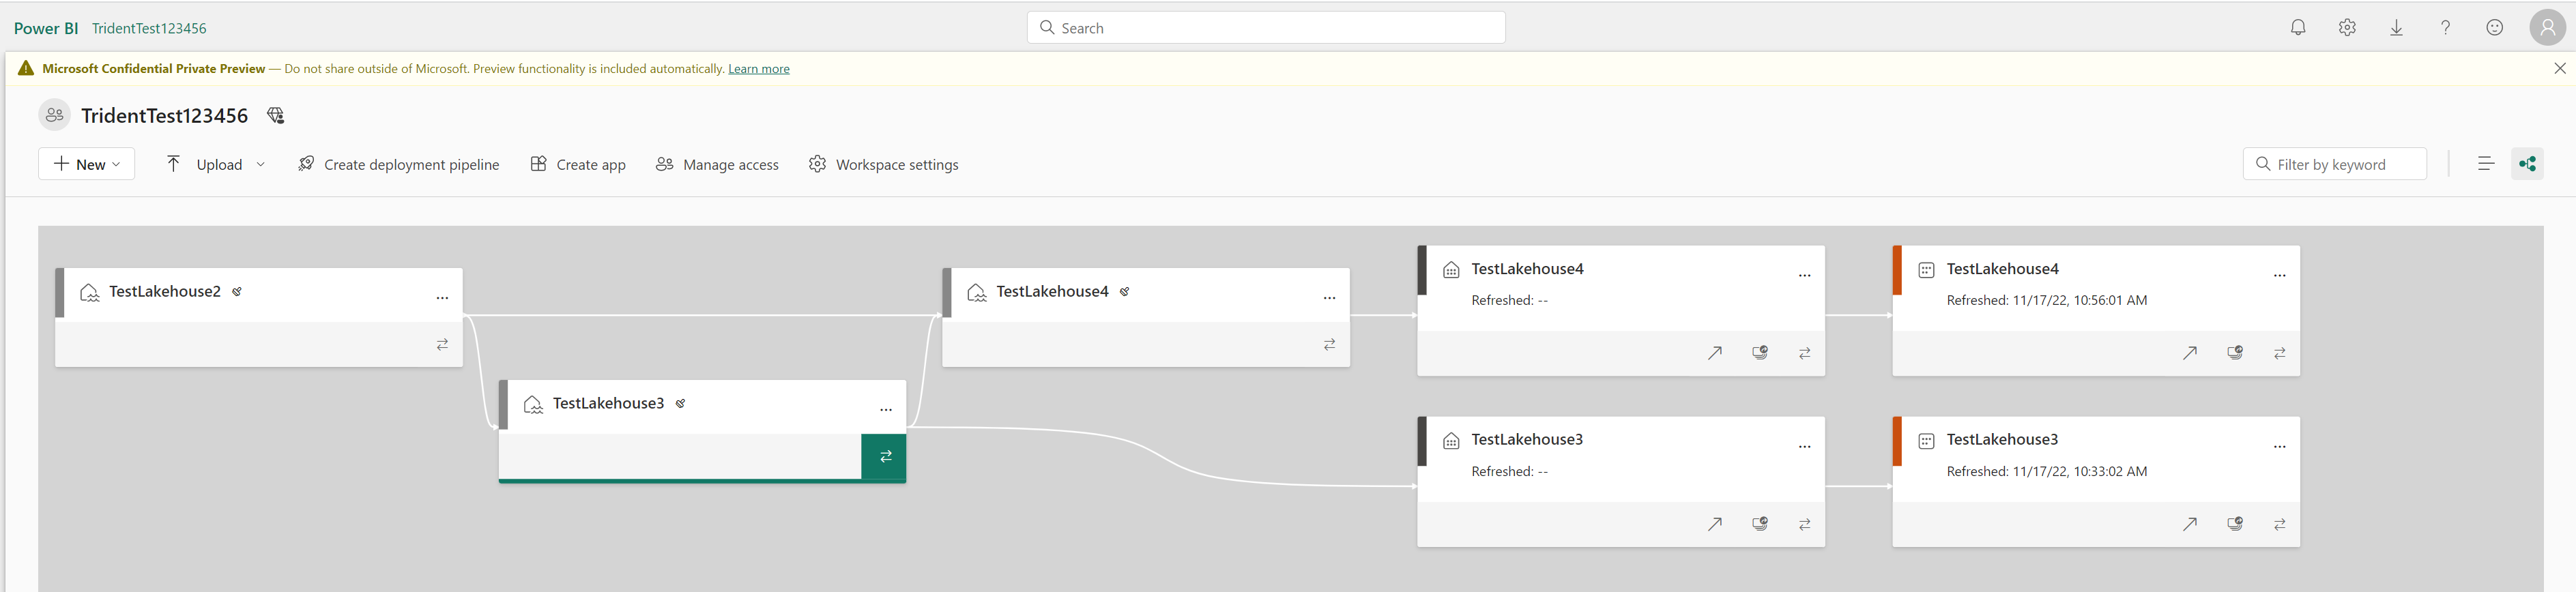 Power BI TridentTest123456
Search
Microsoft Confidential Private Preview — Do not share outside of Microsoft. Preview functionality is included automatically. Learn more
TridentTest123456
New Upload Create deployment pipeline Create app Manage access Workspace settings
Filter by keyword
TestLakehouse2
TestLakehouse3
TestLakehouse4
TestLakehouse4
Refreshed: --
TestLakehouse4
Refreshed: 11/17/22, 10:56:01 AM
TestLakehouse3
Refreshed: --
TestLakehouse3
Refreshed: 11/17/22, 10:33:02 AM